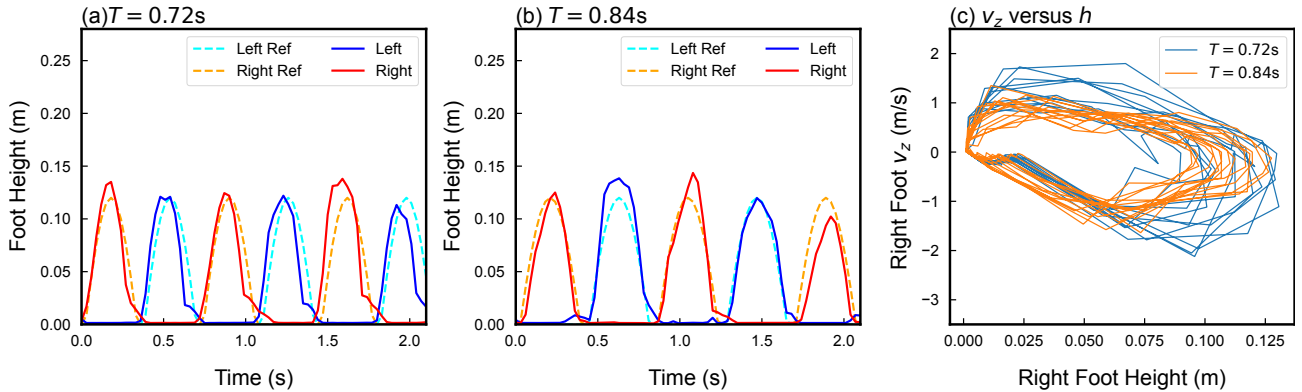 (a) T = 0.72s
Foot Height (m)
0.25
0.20
0.15
0.10
0.05
0.00
0.0 0.5 1.0 1.5 2.0
Time (s)
Left Ref Left
Right Ref Right
(b) T = 0.84s
Foot Height (m)
0.25
0.20
0.15
0.10
0.05
0.00
0.0 0.5 1.0 1.5 2.0
Time (s)
Left Ref Left
Right Ref Right
(c) v_z versus h
Right Foot v_z (m/s)
2
1
0
−1
−2
−3
0.000 0.025 0.050 0.075 0.100 0.125
Right Foot Height (m)
T = 0.72s
T = 0.84s